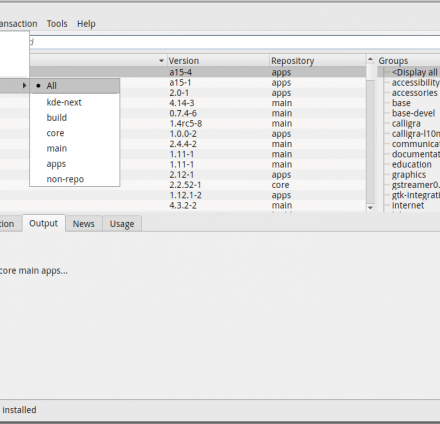 ansaction Tools Help
d
Version Repository Groups
a15-4 apps <Display all
All a15-1 apps accessibility
2.0-1 apps accessories
kde-next 4.14-3 main base
build 0.7.4-6 main base-devel
core 1.4rc5-8 main calligra
1.0.0-2 apps calligra-l10n
main 2.4.4-2 main communicat
1.11-1 main documentat
apps 1.11-1 main education
2.12-1 apps graphics
non-repo 2.2.52-1 core gstreamer0.
1.12.1-2 apps gtk-integrati
4.3.2-2 main internet
tion Output News Usage
core main apps...
installed